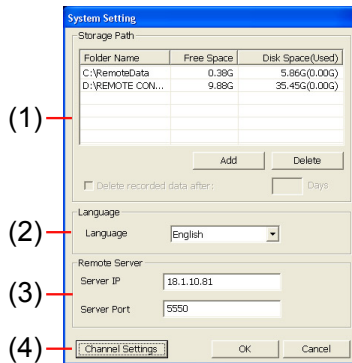 System Setting
Storage Path
Folder Name Free Space Disk Space(Used)
C:\RemoteData 0.38G 5.86G(0.00G)
D:\REMOTE CON... 9.88G 35.45G(0.00G)
(1)
Add Delete
Delete recorded data after: Days
Language
(2) Language English
Remote Server
Server IP 18.1.10.81
(3)
Server Port 5550
(4) Channel Settings OK Cancel